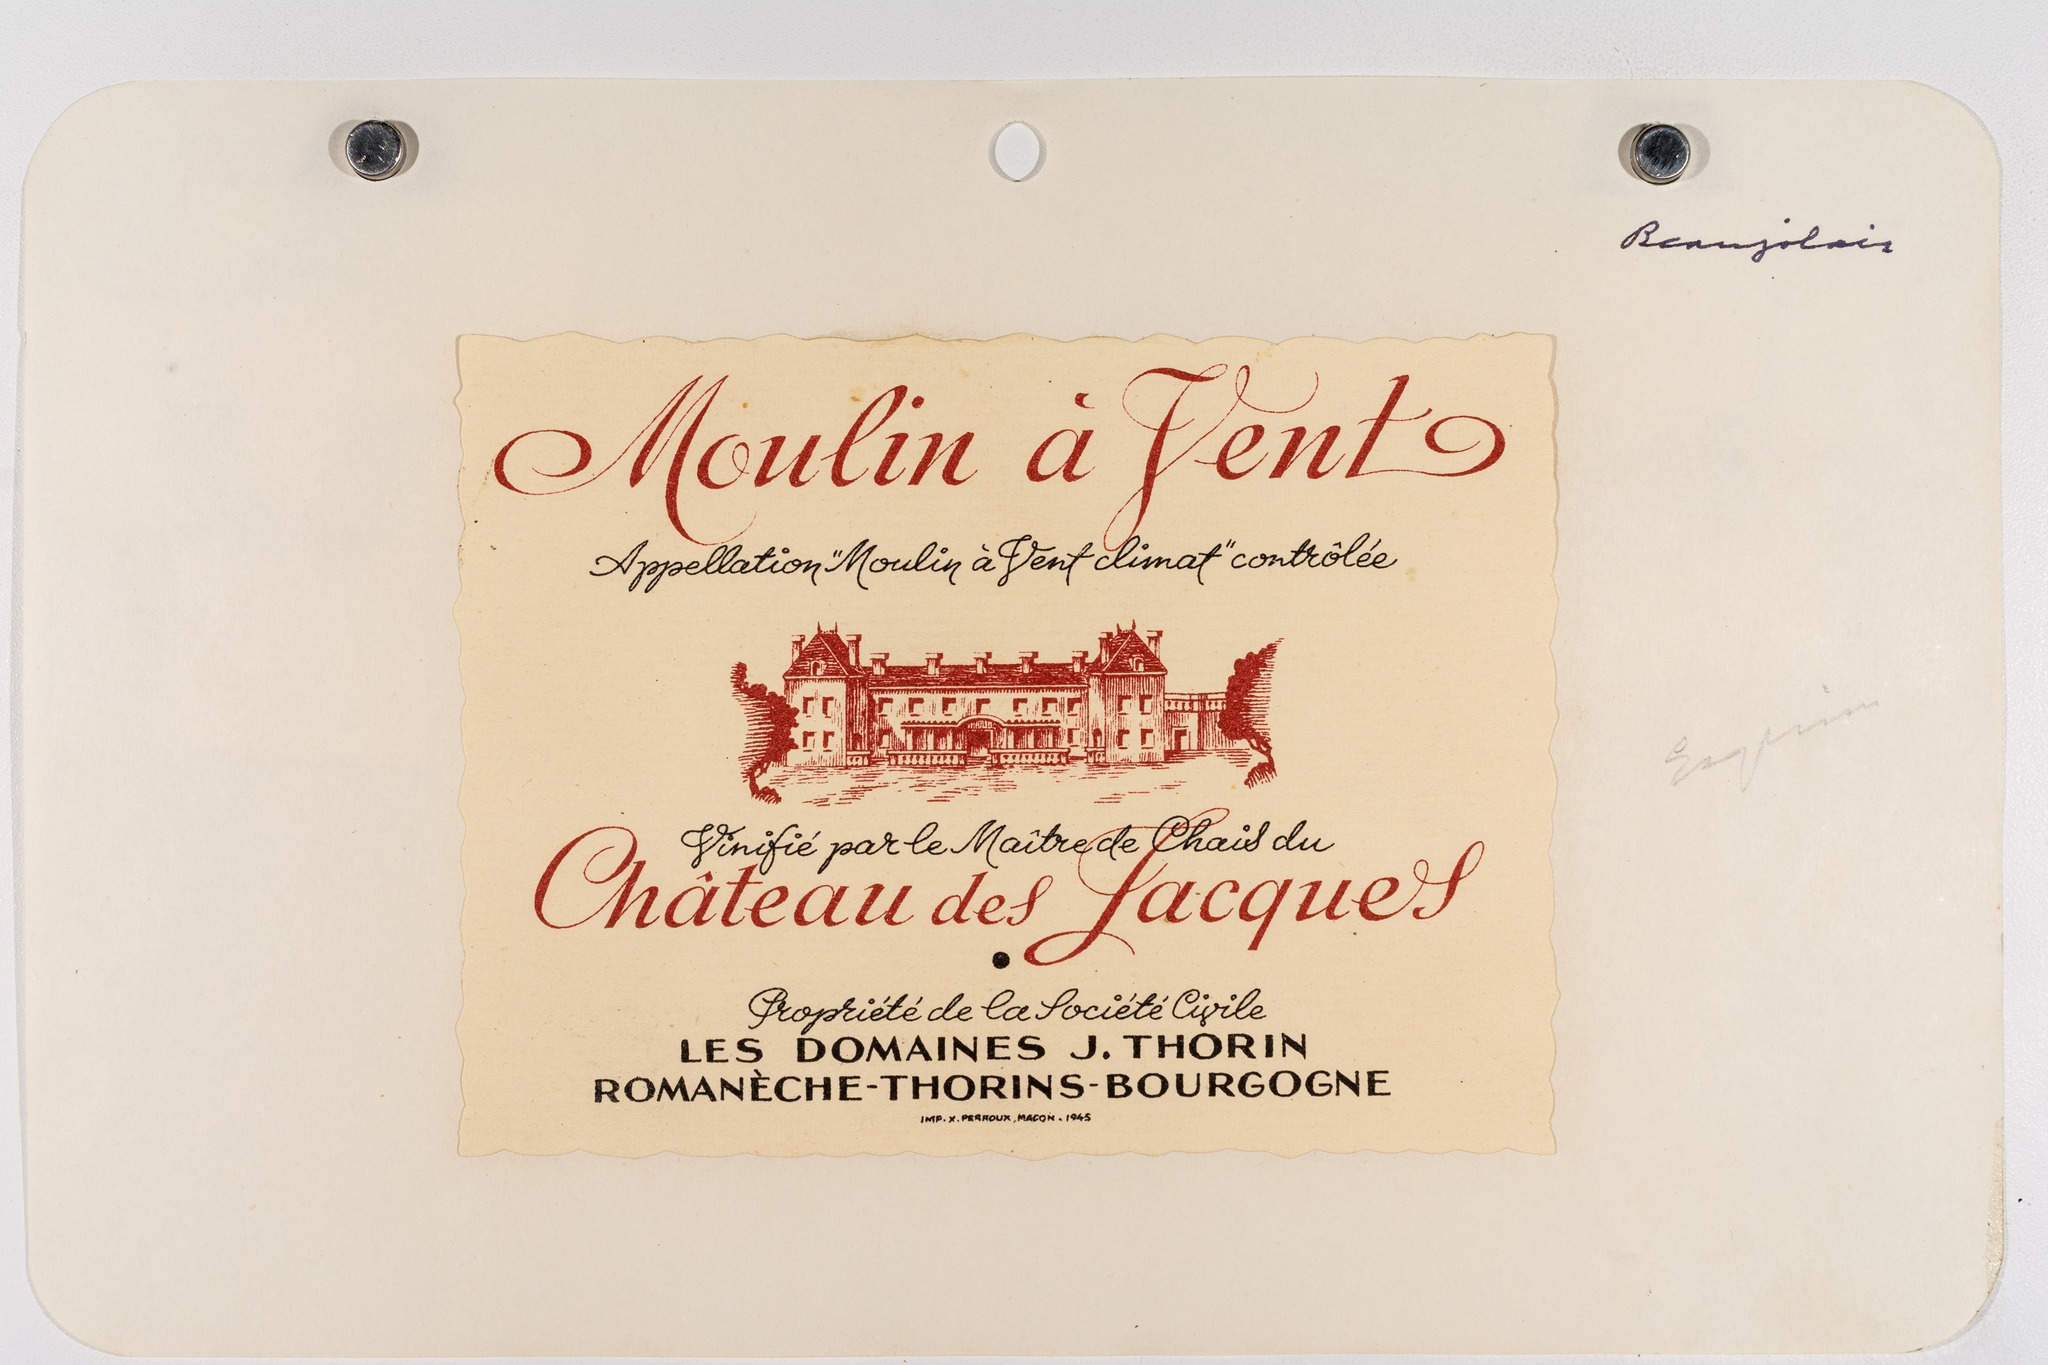 Beaujolais
Moulin à Vent
Appellation "Moulin à Vent climat" contrôlée
Vinifié par le Maître de Chais du
Château des Jacques
Propriété de la Société Civile
LES DOMAINES J. THORIN
ROMANÈCHE-THORINS-BOURGOGNE
IMP. X. PERROUX, MACON. 1945